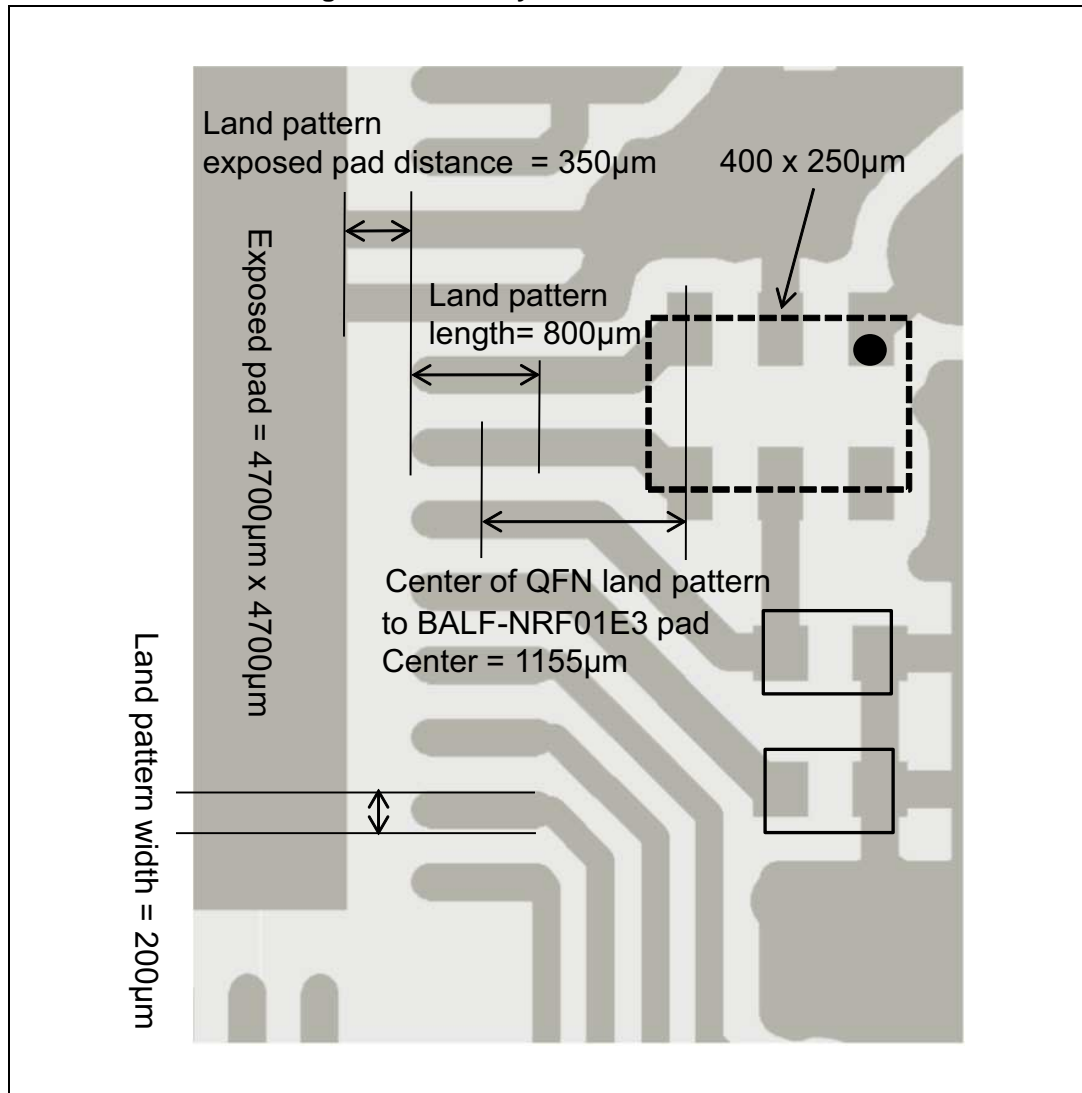 Land pattern
exposed pad distance = 350µm
400 x 250µm
Exposed pad = 4700µm x 4700µm
Land pattern
length= 800µm
Center of QFN land pattern
to BALF-NRF01E3 pad
Center = 1155µm
Land pattern width = 200µm